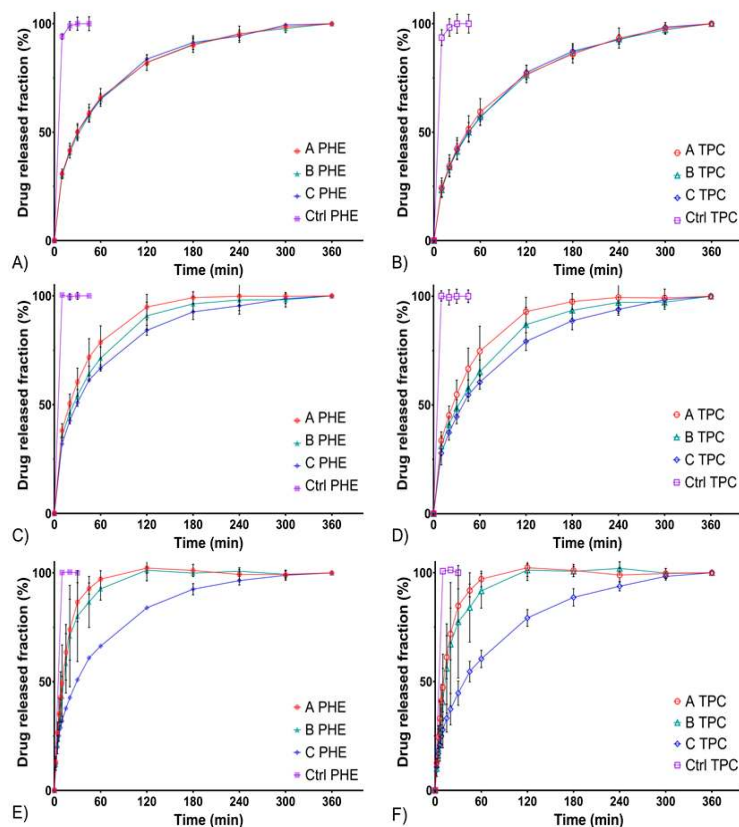 Drug released fraction (%)
100
50
0
0 60 120 180 240 300 360
Time (min)
A PHE
B PHE
C PHE
Ctrl PHE
A)
Drug released fraction (%)
100
50
0
0 60 120 180 240 300 360
Time (min)
A TPC
B TPC
C TPC
Ctrl TPC
B)
Drug released fraction (%)
100
50
0
0 60 120 180 240 300 360
Time (min)
A PHE
B PHE
C PHE
Ctrl PHE
C)
Drug released fraction (%)
100
50
0
0 60 120 180 240 300 360
Time (min)
A TPC
B TPC
C TPC
Ctrl TPC
D)
Drug released fraction (%)
100
50
0
0 60 120 180 240 300 360
Time (min)
A PHE
B PHE
C PHE
Ctrl PHE
E)
Drug released fraction (%)
100
50
0
0 60 120 180 240 300 360
Time (min)
A TPC
B TPC
C TPC
Ctrl TPC
F)